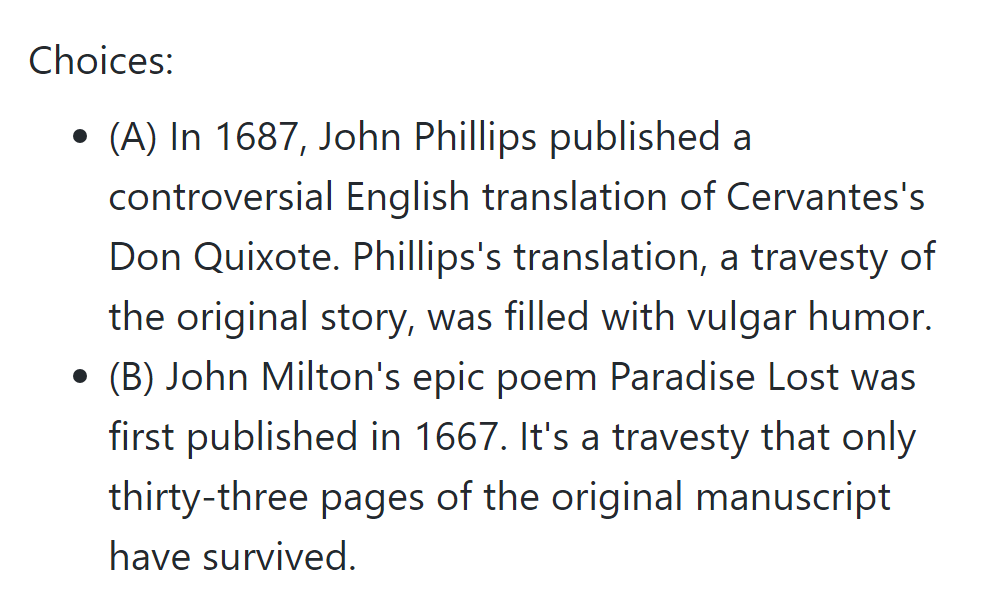 Choices:
• (A) In 1687, John Phillips published a
controversial English translation of Cervantes's
Don Quixote. Phillips's translation, a travesty of
the original story, was filled with vulgar humor.
• (B) John Milton's epic poem Paradise Lost was
first published in 1667. It's a travesty that only
thirty-three pages of the original manuscript
have survived.